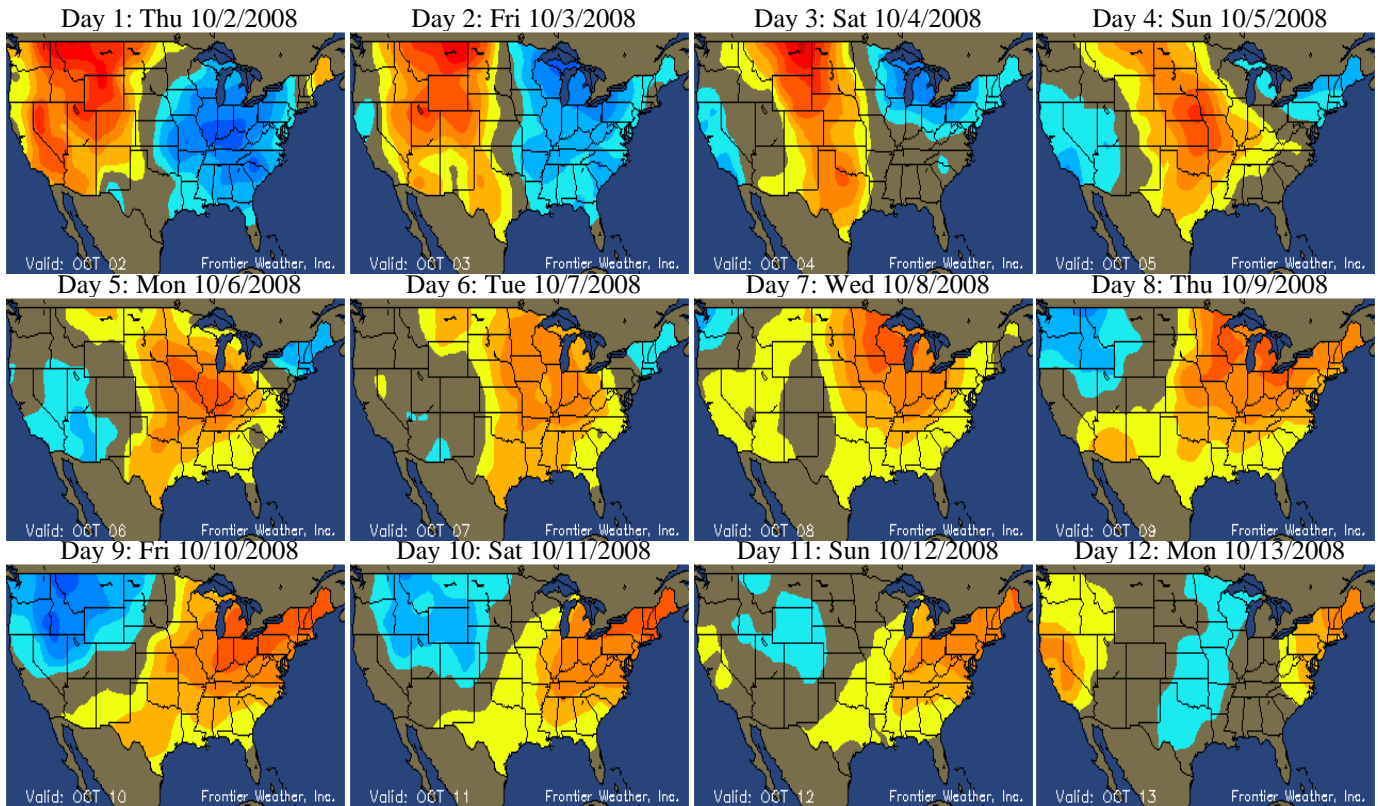 Day 1: Thu 10/2/2008
Day 2: Fri 10/3/2008
Day 3: Sat 10/4/2008
Day 4: Sun 10/5/2008
Valid: OCT 02 Frontier Weather, Inc.
Valid: OCT 03 Frontier Weather, Inc.
Valid: OCT 04 Frontier Weather, Inc.
Valid: OCT 05 Frontier Weather, Inc.
Day 5: Mon 10/6/2008
Day 6: Tue 10/7/2008
Day 7: Wed 10/8/2008
Day 8: Thu 10/9/2008
Valid: OCT 06 Frontier Weather, Inc.
Valid: OCT 07 Frontier Weather, Inc.
Valid: OCT 08 Frontier Weather, Inc.
Valid: OCT 09 Frontier Weather, Inc.
Day 9: Fri 10/10/2008
Day 10: Sat 10/11/2008
Day 11: Sun 10/12/2008
Day 12: Mon 10/13/2008
Valid: OCT 10 Frontier Weather, Inc.
Valid: OCT 11 Frontier Weather, Inc.
Valid: OCT 12 Frontier Weather, Inc.
Valid: OCT 13 Frontier Weather, Inc.